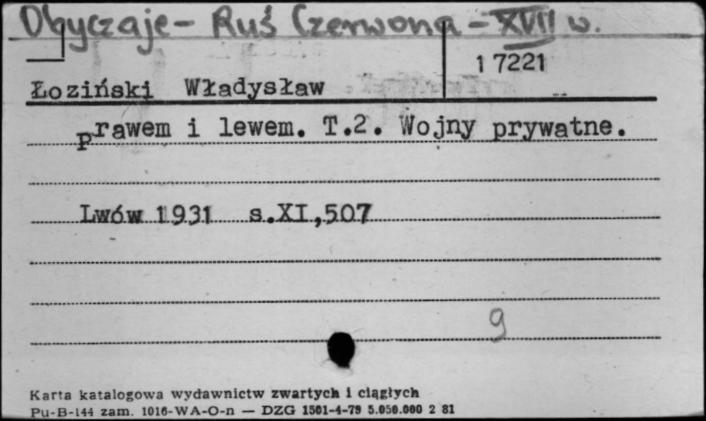 Obyczaje - Ruś Czerwona - XVII w.
1 7221
Łoziński Władysław
prawem i lewem. T.2. Wojny prywatne.
Lwów 1931 s.XI,507
9
Karta katalogowa wydawnictw zwartych i ciągłych
Pu-B-144 zam. 1016-WA-O-n — DZG 1501-4-79 5.050.000 2 81